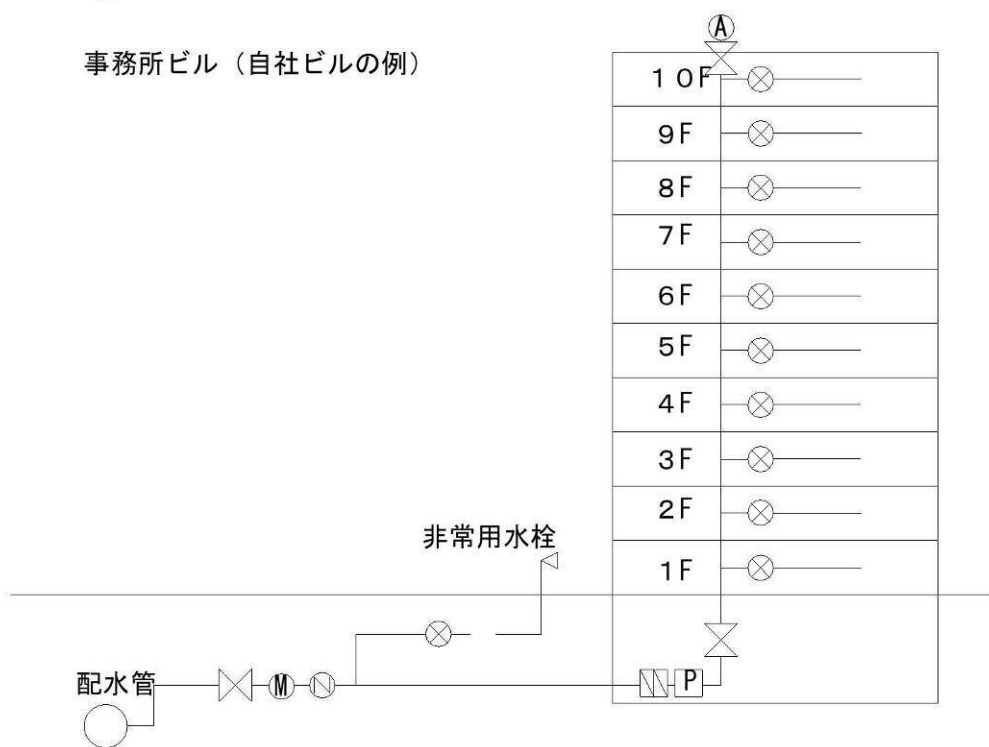 事務所ビル（自社ビルの例）
A
１０F
９F
８F
７F
６F
５F
４F
３F
２F
非常用水栓
１F
配水管
M
N
P